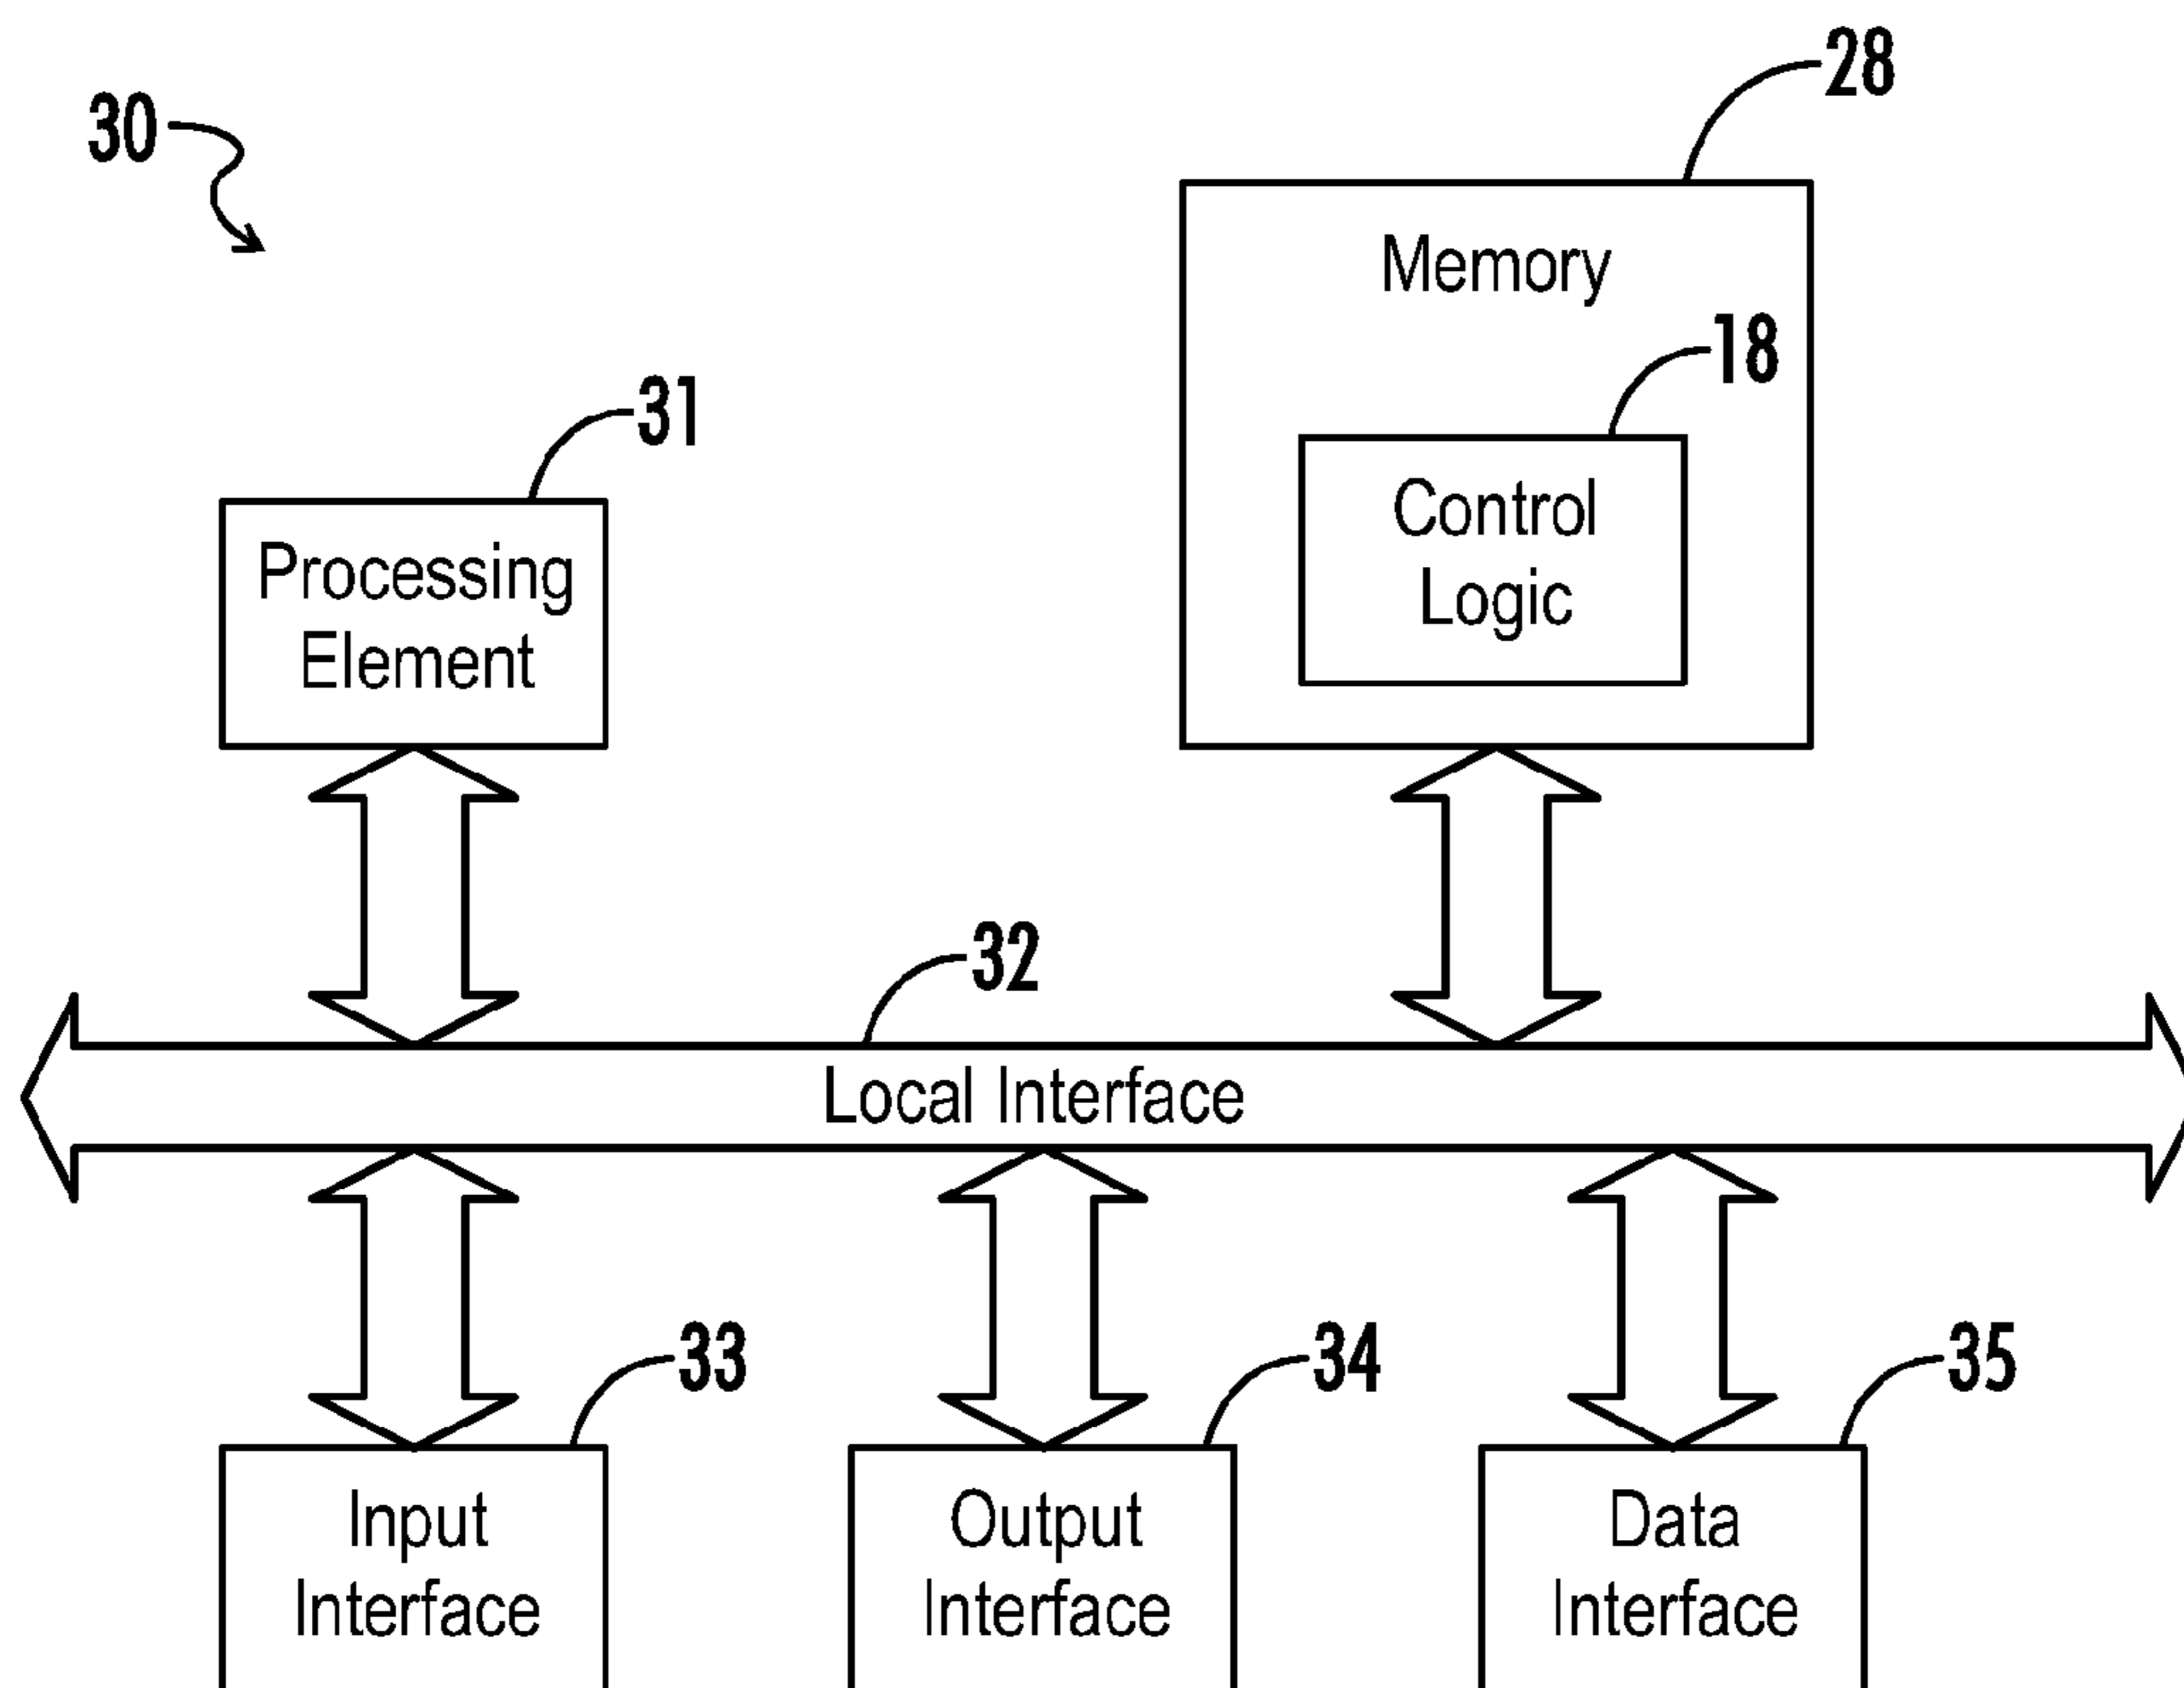 28
30
Memory
18
31
Control
Logic
Processing
Element
32
Local Interface
33
34
35
Input
Interface
Output
Interface
Data
Interface